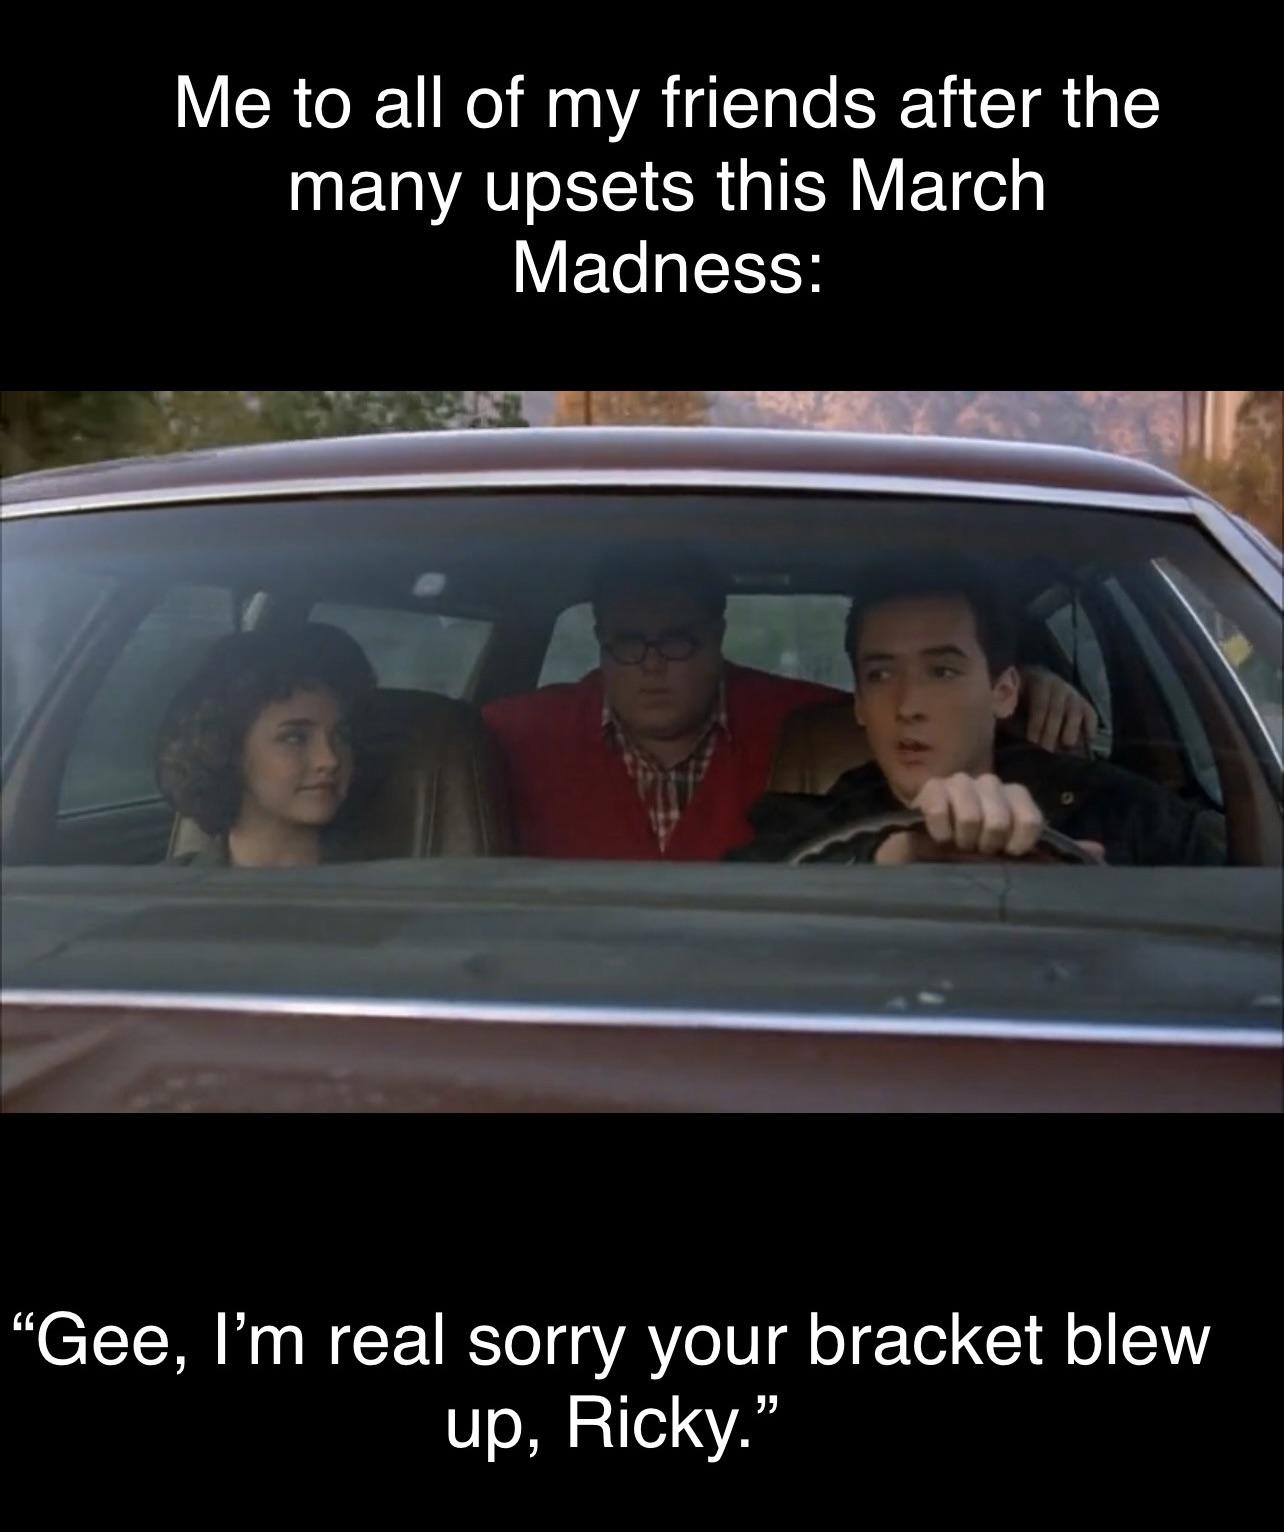 Me to all of my friends after the
many upsets this March
Madness:
“Gee, I’m real sorry your bracket blew
up, Ricky.”